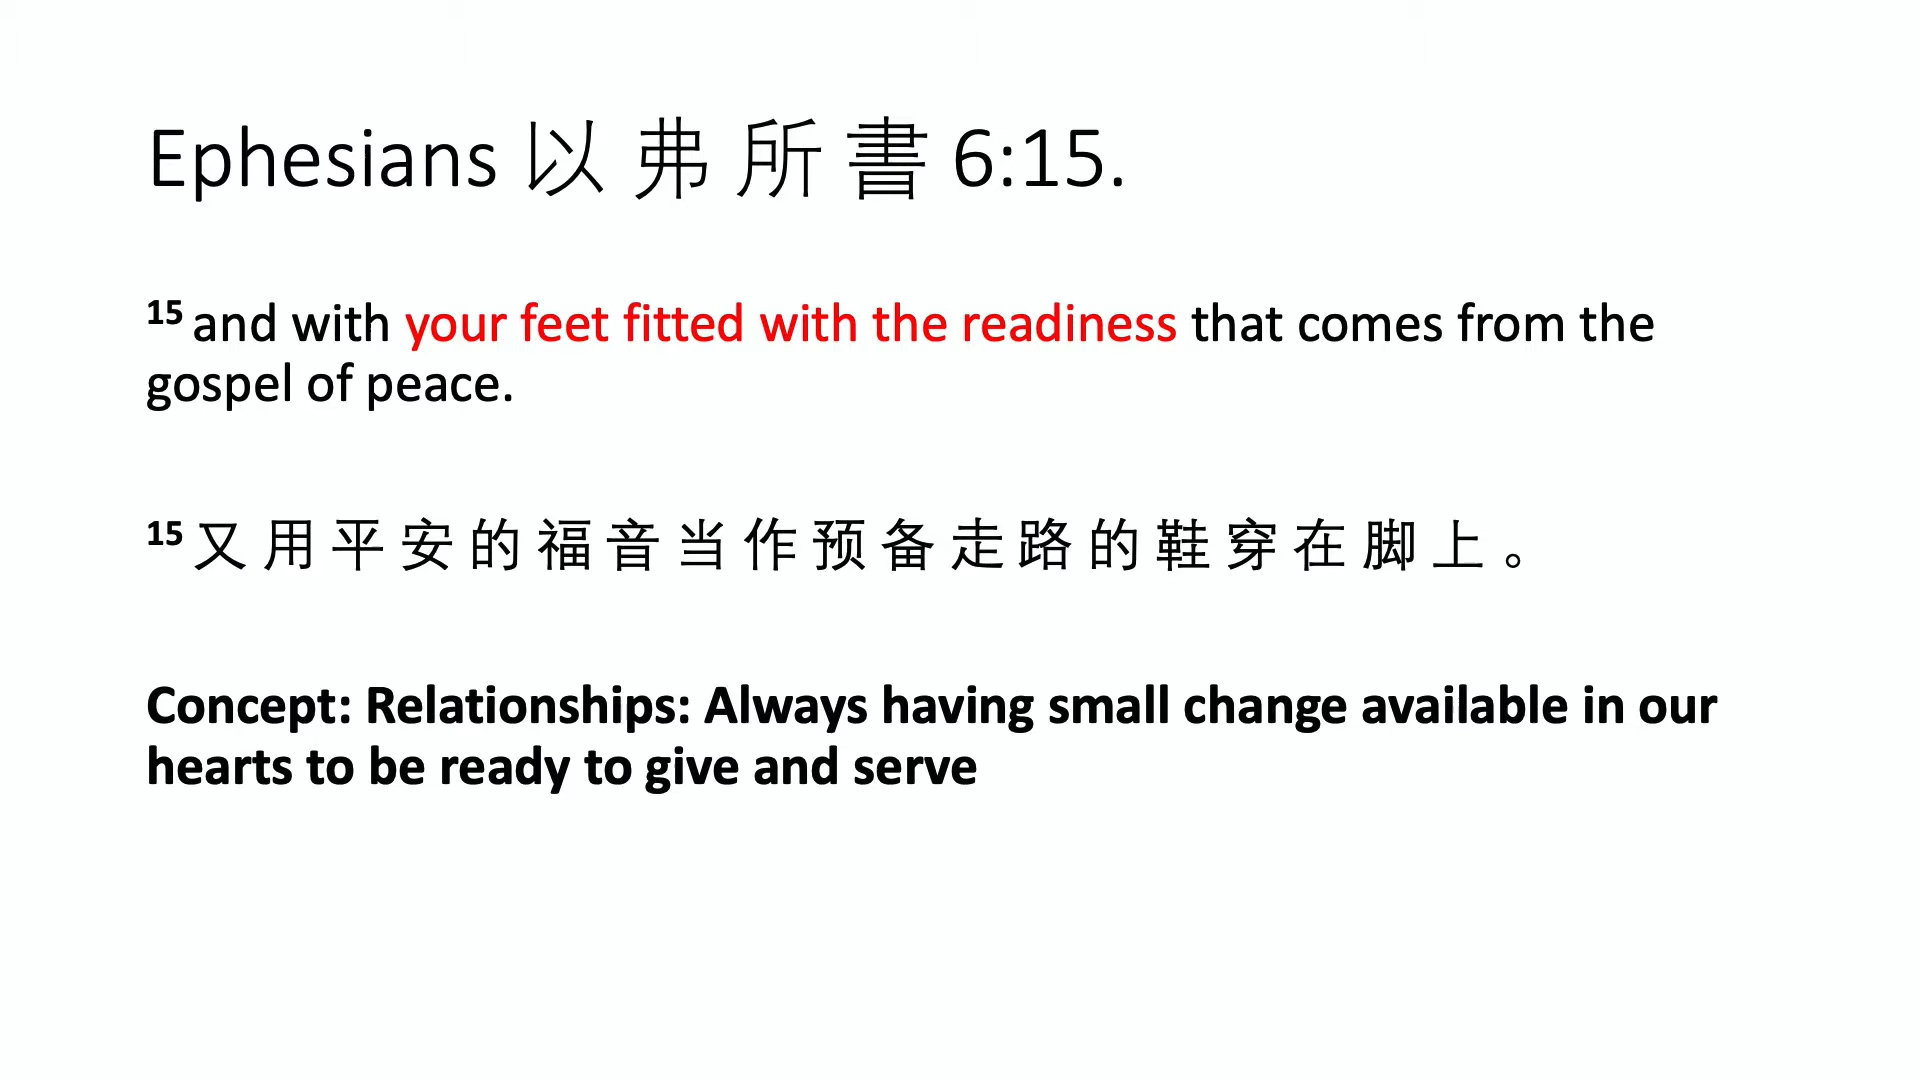 Ephesians 以 弗 所 書 6:15.
15 and with your feet fitted with the readiness that comes from the
gospel of peace.
15 又 用 平 安 的 福 音 当 作 预 备 走 路 的 鞋 穿 在 脚 上 。
Concept: Relationships: Always having small change available in our
hearts to be ready to give and serve